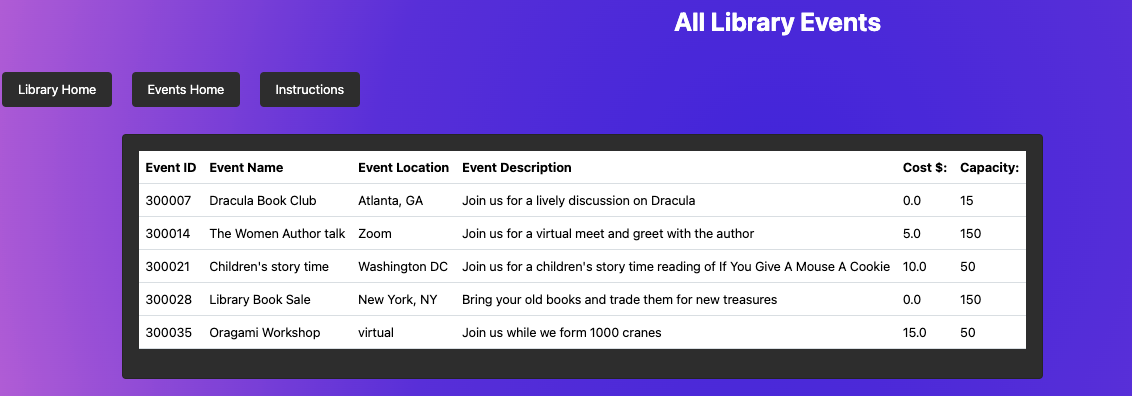 All Library Events
Library Home Events Home Instructions
Event ID Event Name Event Location Event Description Cost $: Capacity:
300007 Dracula Book Club Atlanta, GA Join us for a lively discussion on Dracula 0.0 15
300014 The Women Author talk Zoom Join us for a virtual meet and greet with the author 5.0 150
300021 Children's story time Washington DC Join us for a children's story time reading of If You Give A Mouse A Cookie 10.0 50
300028 Library Book Sale New York, NY Bring your old books and trade them for new treasures 0.0 150
300035 Oragami Workshop virtual Join us while we form 1000 cranes 15.0 50